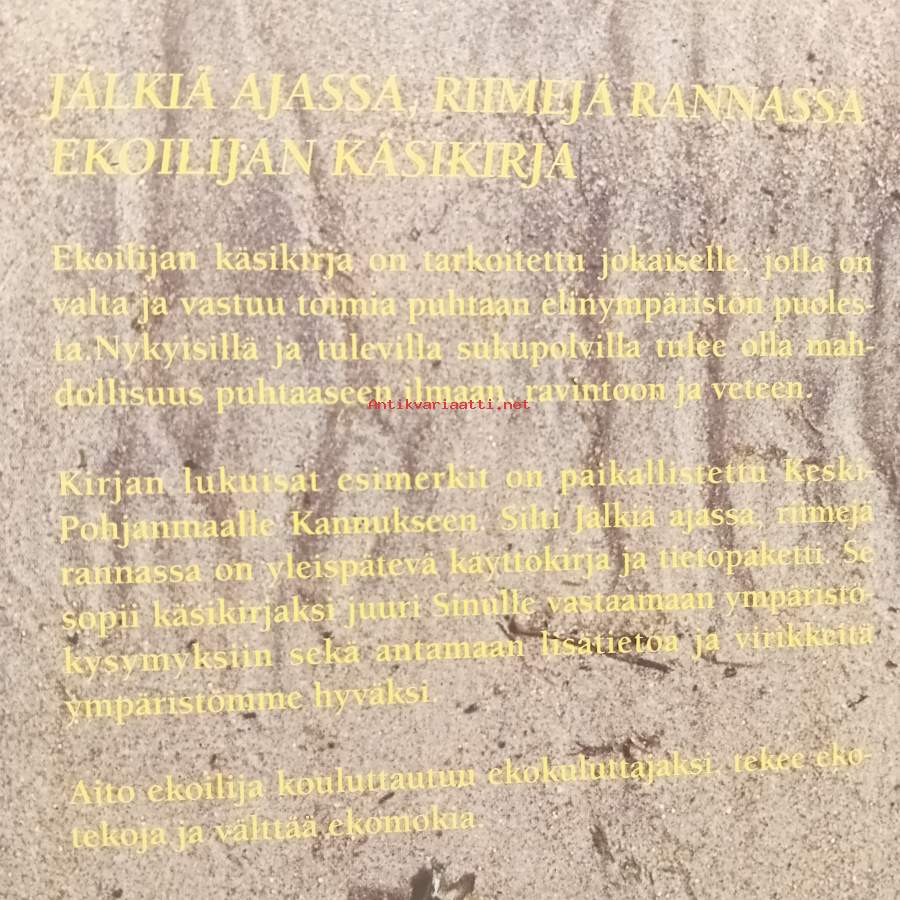 JÄLKIÄ AJASSA, RIIMEJÄ RANNASSA
EKOILIJAN KÄSIKIRJA
Ekoilijan käsikirja on tarkoitettu jokaiselle, jolla on
valta ja vastuu toimia puhtaan elinympäristön puoles-
ta.Nykyisillä ja tulevilla sukupolvilla tulee olla mah-
dollisuus puhtaaseen ilmaan, ravintoon ja veteen.
Antikvariaatti.net
Kirjan lukuisat esimerkit on paikallistettu Keski-
Pohjanmaalle Kannukseen. Silti Jälkiä ajassa, riimejä
rannassa on yleispätevä käyttökirja ja tietopaketti. Se
sopii käsikirjaksi juuri Sinulle vastaamaan ympäristö-
kysymyksiin sekä antamaan lisätietoa ja virikkeitä
ympäristömme hyväksi.
Aito ekoilija kouluttautuu ekokuluttajaksi, tekee eko-
tekoja ja välttää ekomokia.